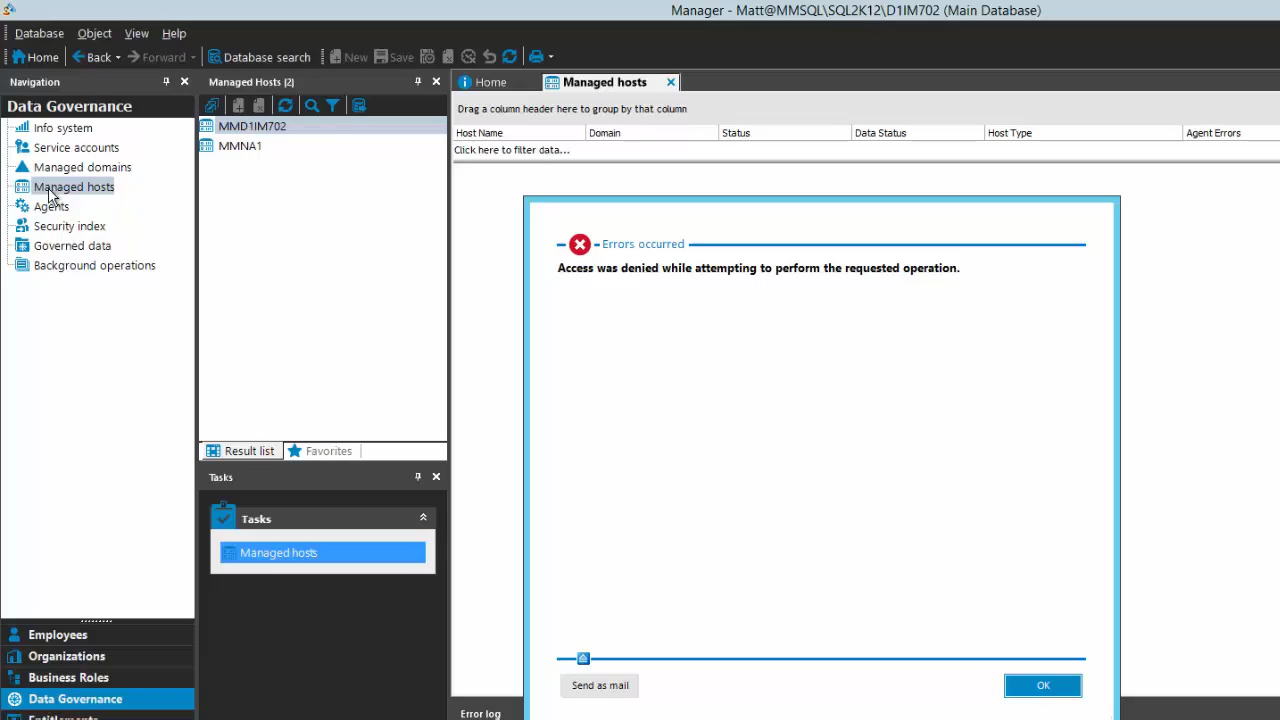 Manager - Matt@MMSQL\SQL2K12\D1IM702 (Main Database)
Database Object View Help
Home Back Forward Database search New Save
Navigation
Data Governance
Info system
Service accounts
Managed domains
Managed hosts
Agents
Security index
Governed data
Background operations
Employees
Organizations
Business Roles
Data Governance
Entitlements
Managed Hosts [2]
MMD1IM702
MMNA1
Result list Favorites
Tasks
Tasks
Managed hosts
Home Managed hosts
Drag a column header here to group by that column
Host Name Domain Status Data Status Host Type Agent Errors
Click here to filter data...
Errors occurred
Access was denied while attempting to perform the requested operation.
Send as mail OK
Error log